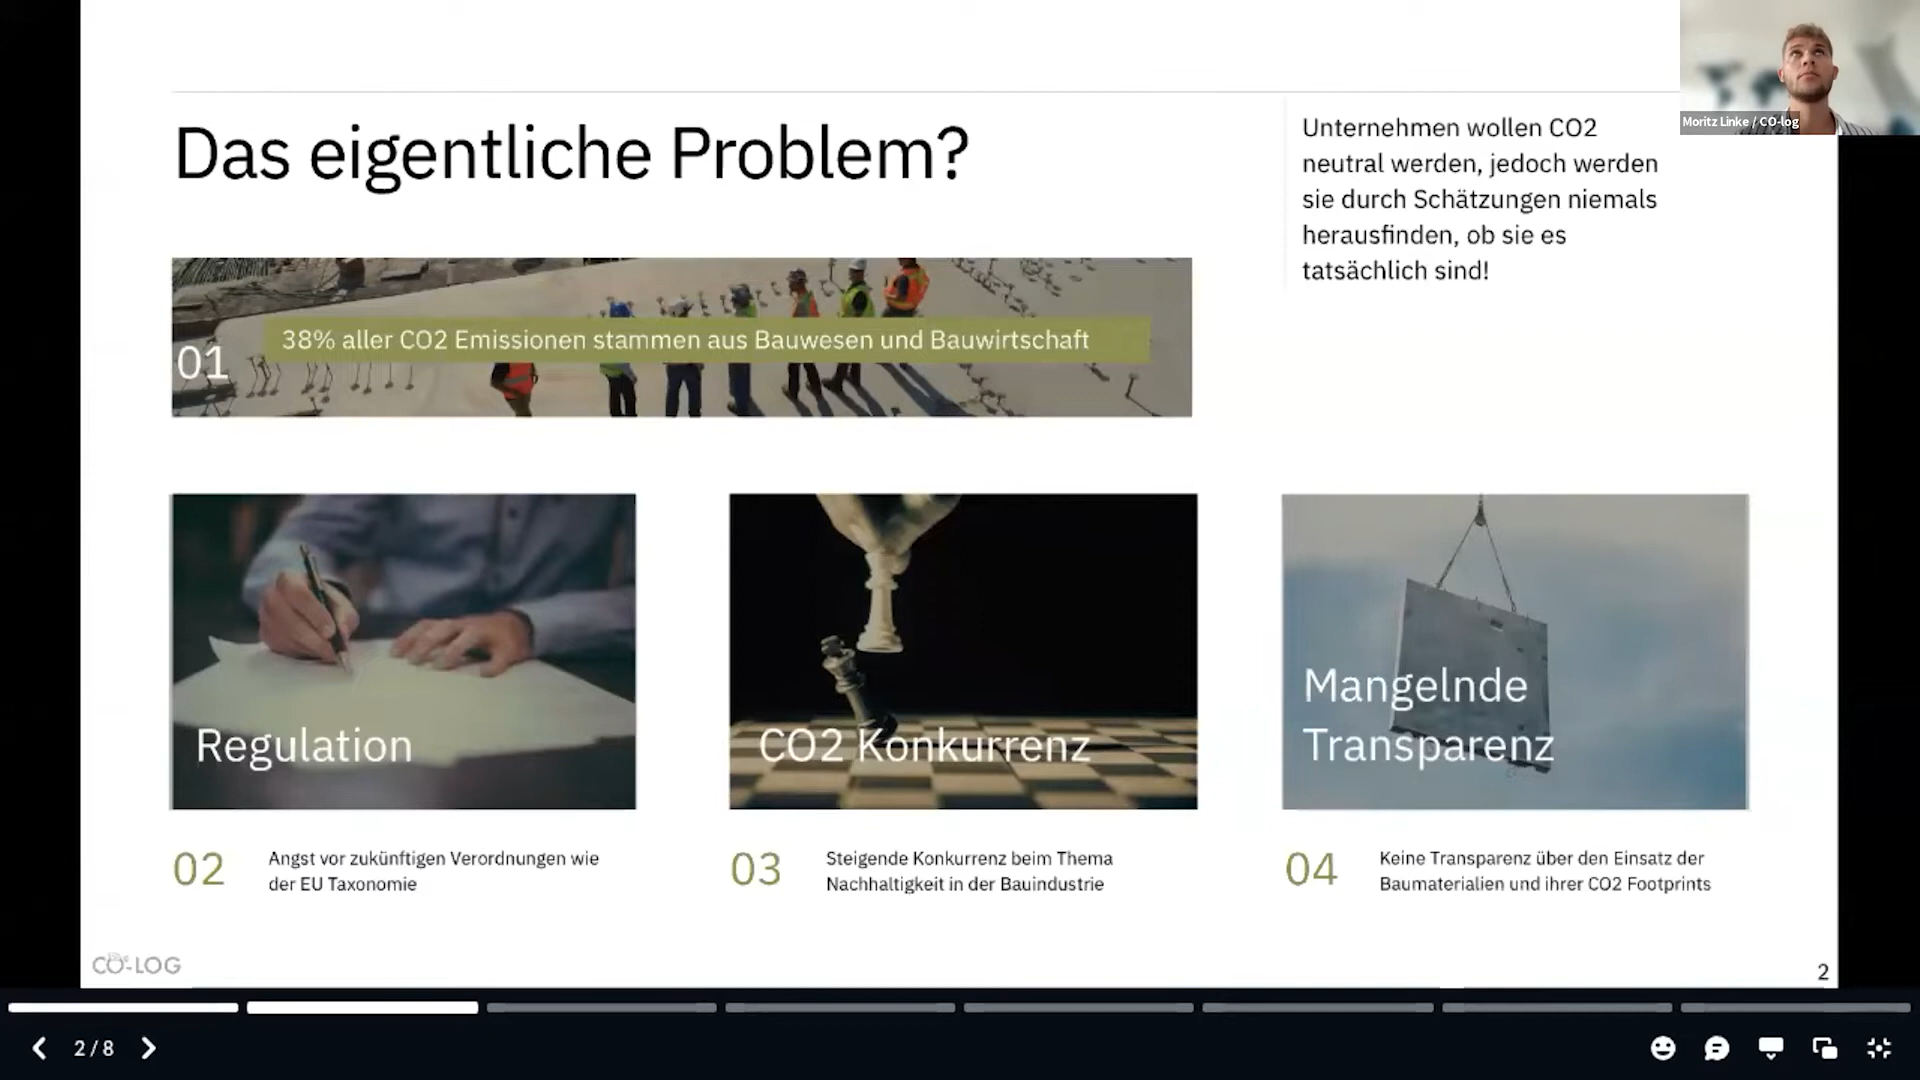 Moritz Linke / CO-log
Das eigentliche Problem?
Unternehmen wollen CO2
neutral werden, jedoch werden
sie durch Schätzungen niemals
herausfinden, ob sie es
tatsächlich sind!
01
38% aller CO2 Emissionen stammen aus Bauwesen und Bauwirtschaft
Regulation
02
Angst vor zukünftigen Verordnungen wie
der EU Taxonomie
CO2 Konkurrenz
03
Steigende Konkurrenz beim Thema
Nachhaltigkeit in der Bauindustrie
Mangelnde
Transparenz
04
Keine Transparenz über den Einsatz der
Baumaterialien und ihrer CO2 Footprints
CO-LOG
2
2 / 8